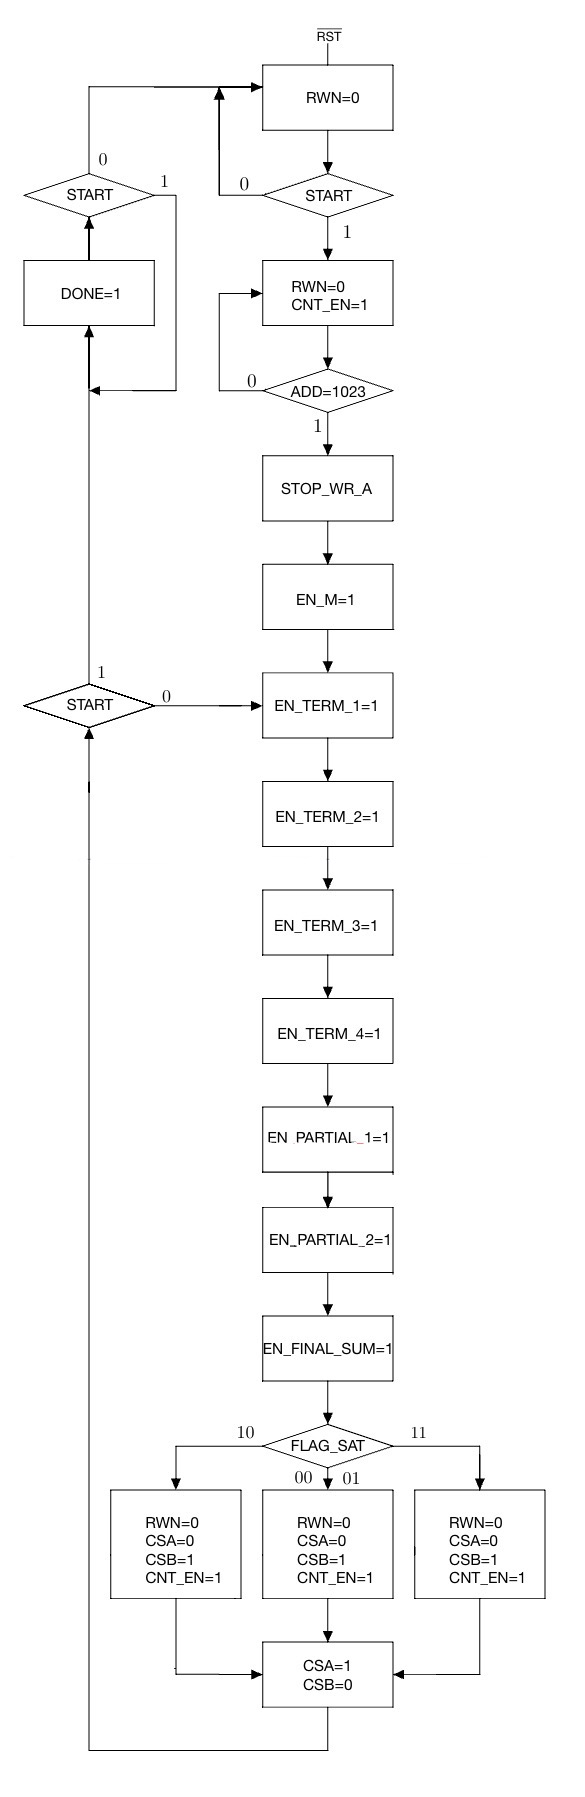 RST
RWN=0
0
START
1
0
START
1
DONE=1
RWN=0
CNT_EN=1
0
ADD=1023
1
STOP_WR_A
EN_M=1
1
START
0
EN_TERM_1=1
EN_TERM_2=1
EN_TERM_3=1
EN_TERM_4=1
EN_PARTIAL_1=1
EN_PARTIAL_2=1
EN_FINAL_SUM=1
10
FLAG_SAT
11
00
01
RWN=0
CSA=0
CSB=1
CNT_EN=1
RWN=0
CSA=0
CSB=1
CNT_EN=1
RWN=0
CSA=0
CSB=1
CNT_EN=1
CSA=1
CSB=0